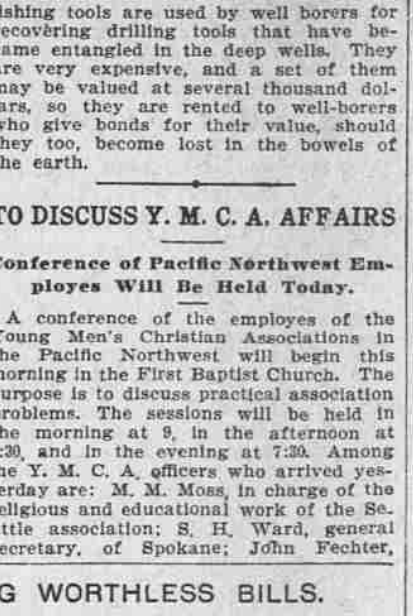 ishing tools are used by well borers for
ecovering drilling tools that have be-
ame entangled in the deep wells. They
re very expensive, and a set of them
may be valued at several thousand dol-
ars, so they are rented to well-borers
who give bonds for their value, should
hey too, become lost in the bowels of
he earth.
TO DISCUSS Y. M. C. A. AFFAIRS
Conference of Pacific Northwest Em-
ployes Will Be Held Today.
A conference of the employes of the
Young Men's Christian Associations in
he Pacific Northwest will begin this
morning in the First Baptist Church. The
urpose is to discuss practical association
problems. The sessions will be held in
he morning at 9, in the afternoon at
:30, and in the evening at 7:30. Among
he Y. M. C. A. officers who arrived yes-
erday are: M. M. Moss, in charge of the
eligious and educational work of the Se-
ttle association; S. H. Ward, general
ecretary, of Spokane; John Fechter,
G WORTHLESS BILLS.